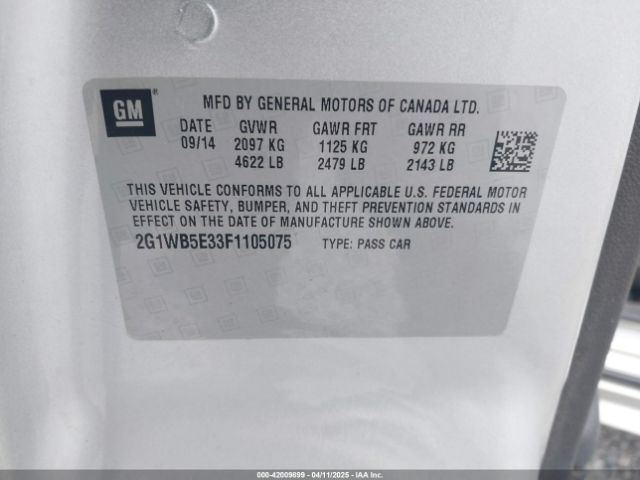 GM ®
MFD BY GENERAL MOTORS OF CANADA LTD.
DATE GVWR GAWR FRT GAWR RR
09/14 2097 KG 1125 KG 972 KG
4622 LB 2479 LB 2143 LB
THIS VEHICLE CONFORMS TO ALL APPLICABLE U.S. FEDERAL MOTOR
VEHICLE SAFETY, BUMPER, AND THEFT PREVENTION STANDARDS IN
EFFECT ON THE DATE OF MANUFACTURE SHOWN ABOVE.
2G1WB5E33F1105075 TYPE: PASS CAR
000-42009899 - 04/11/2025 - IAA Inc.